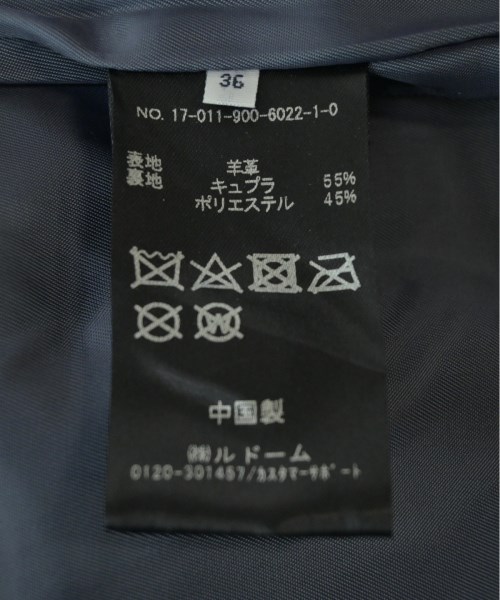 36
NO. 17-011-900-6022-1-0
表地 羊革
裏地 キュプラ 55%
ポリエステル 45%
中国製
㈱ルドーム
0120-301457/カスタマーサポート